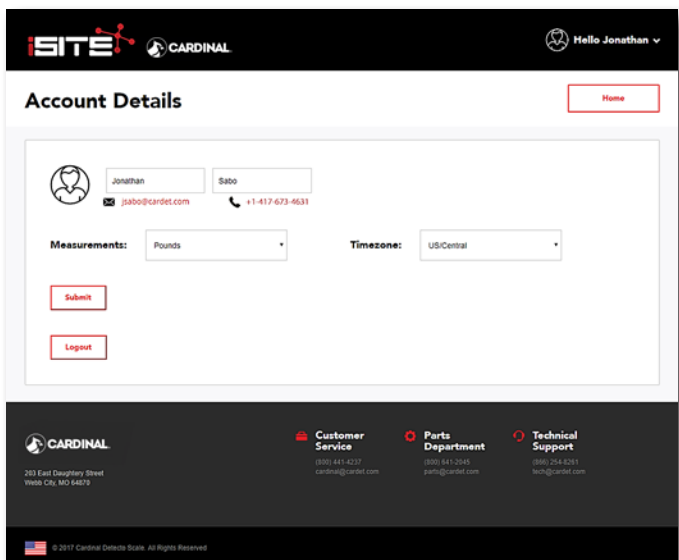 iSITE CARDINAL
Hello Jonathan
Account Details
Home
Jonathan Sabo
jsabo@cardet.com +1-417-673-4631
Measurements: Pounds Timezone: US/Central
Submit
Logout
CARDINAL
203 East Daughtery Street
Webb City, MO 64870
Customer Service
(800) 441-4237
cardinal@cardet.com
Parts Department
(800) 641-2045
parts@cardet.com
Technical Support
(866) 254-8261
tech@cardet.com
© 2017 Cardinal Detecto Scale. All Rights Reserved